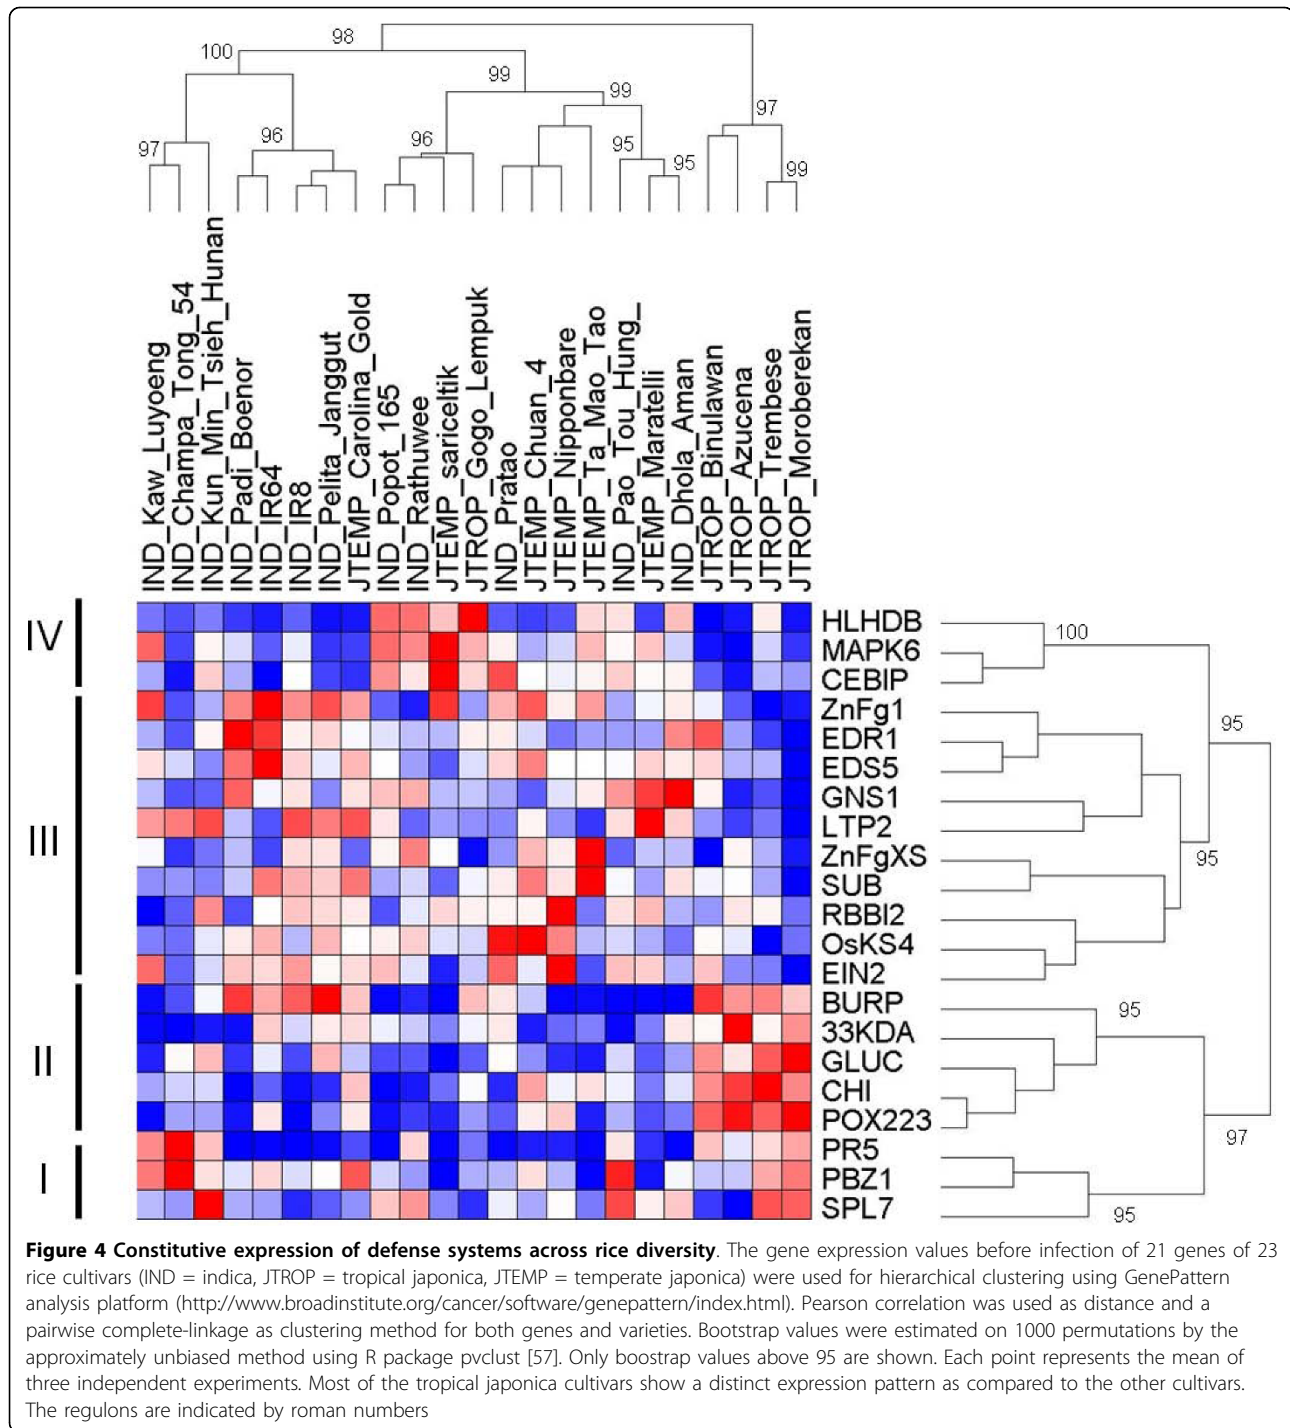 98
100
99
99
97
97
96
96
95
95
99
IND_Kaw_Luyoeng
IND_Champa_Tong_54
IND_Kun_Min_Tsieh_Hunan
IND_Padi_Boenor
IND_IR64
IND_IR8
IND_Pelita_Janggut
JTEMP_Carolina_Gold
IND_Popot_165
IND_Rathuwee
JTEMP_sariceltik
JTROP_Gogo_Lempuk
IND_Pratao
JTEMP_Chuan_4
JTEMP_Nipponbare
JTEMP_Ta_Mao_Tao
IND_Pao_Tou_Hung_
JTEMP_Maratelli
IND_Dhola_Aman
JTROP_Binulawan
JTROP_Azucena
JTROP_Trembese
JTROP_Moroberekan
IV
III
II
I
HLHDB
MAPK6
CEBIP
ZnFg1
EDR1
EDS5
GNS1
LTP2
ZnFgXS
SUB
RBBI2
OsKS4
EIN2
BURP
33KDA
GLUC
CHI
POX223
PR5
PBZ1
SPL7
100
95
95
95
97
95
Figure 4 Constitutive expression of defense systems across rice diversity. The gene expression values before infection of 21 genes of 23
rice cultivars (IND = indica, JTROP = tropical japonica, JTEMP = temperate japonica) were used for hierarchical clustering using GenePattern
analysis platform (http://www.broadinstitute.org/cancer/software/genepattern/index.html). Pearson correlation was used as distance and a
pairwise complete-linkage as clustering method for both genes and varieties. Bootstrap values were estimated on 1000 permutations by the
approximately unbiased method using R package pvclust [57]. Only boostrap values above 95 are shown. Each point represents the mean of
three independent experiments. Most of the tropical japonica cultivars show a distinct expression pattern as compared to the other cultivars.
The regulons are indicated by roman numbers